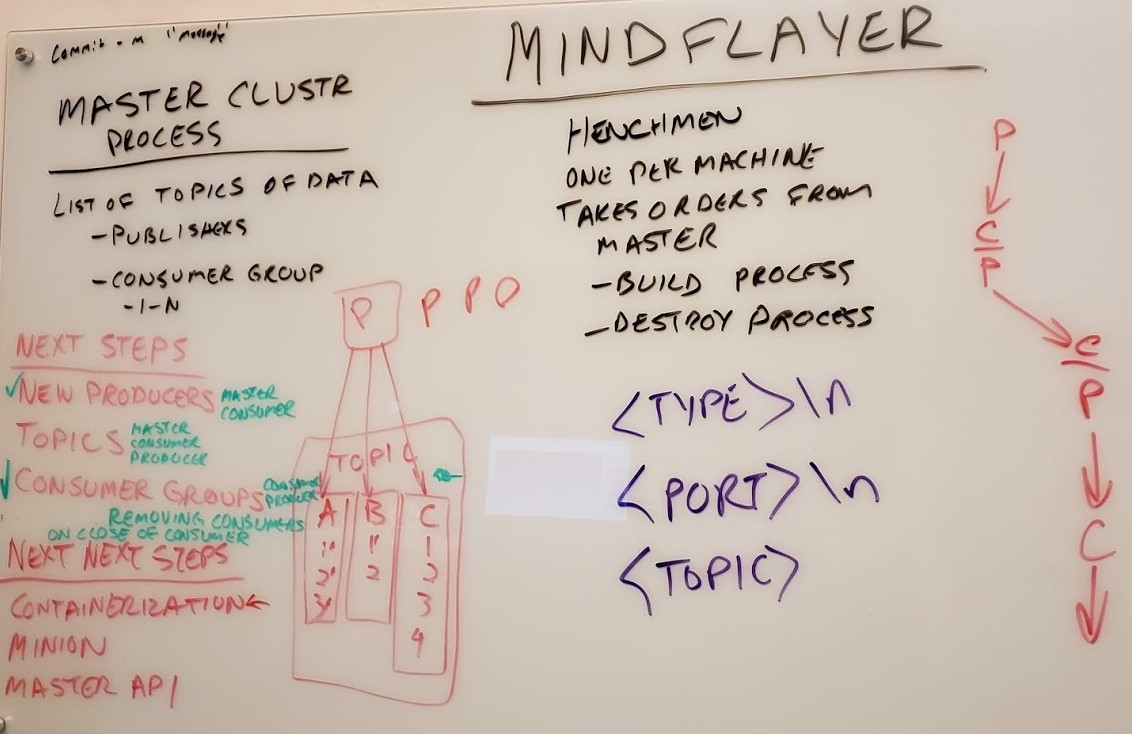 Commit -m "message"
MINDFLAYER
MASTER CLUSTR
PROCESS
LIST OF TOPICS OF DATA
-PUBLISHERS
-CONSUMER GROUP
-1-N
HENCHMEN
ONE PER MACHINE
TAKES ORDERS FROM
MASTER
-BUILD PROCESS
-DESTROY PROCESS
<TYPE>\n
<PORT>\n
<TOPIC>
NEXT STEPS
✓NEW PRODUCERS MASTER
CONSUMER
TOPICS MASTER
CONSUMER
PRODUCER
✓CONSUMER GROUPS CONSUMER
PRODUCER
REMOVING CONSUMERS
ON CLOSE OF CONSUMER
NEXT NEXT STEPS
CONTAINERIZATION←
MINION
MASTER API
P P P
TOPIC
A B C
1 1 1
2 2 2
3 3
4
P
C
P
C
P
C